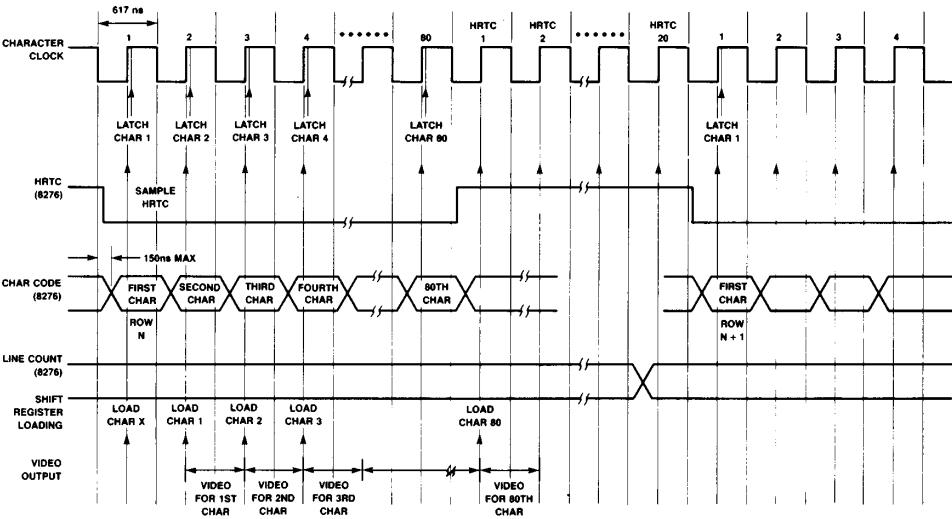 617 ns
HRTC HRTC HRTC
CHARACTER
CLOCK
1 2 3 4 80 1 2 20 1 2 3 4
LATCH
CHAR 1
LATCH
CHAR 2
LATCH
CHAR 3
LATCH
CHAR 4
LATCH
CHAR 80
LATCH
CHAR 1
HRTC
(8276)
SAMPLE
HRTC
150ns MAX
CHAR CODE
(8276)
FIRST
CHAR
SECOND
CHAR
THIRD
CHAR
FOURTH
CHAR
80TH
CHAR
FIRST
CHAR
ROW
N
ROW
N + 1
LINE COUNT
(8276)
SHIFT
REGISTER
LOADING
LOAD
CHAR X
LOAD
CHAR 1
LOAD
CHAR 2
LOAD
CHAR 3
LOAD
CHAR 80
VIDEO
OUTPUT
VIDEO
FOR 1ST
CHAR
VIDEO
FOR 2ND
CHAR
VIDEO
FOR 3RD
CHAR
VIDEO
FOR 80TH
CHAR